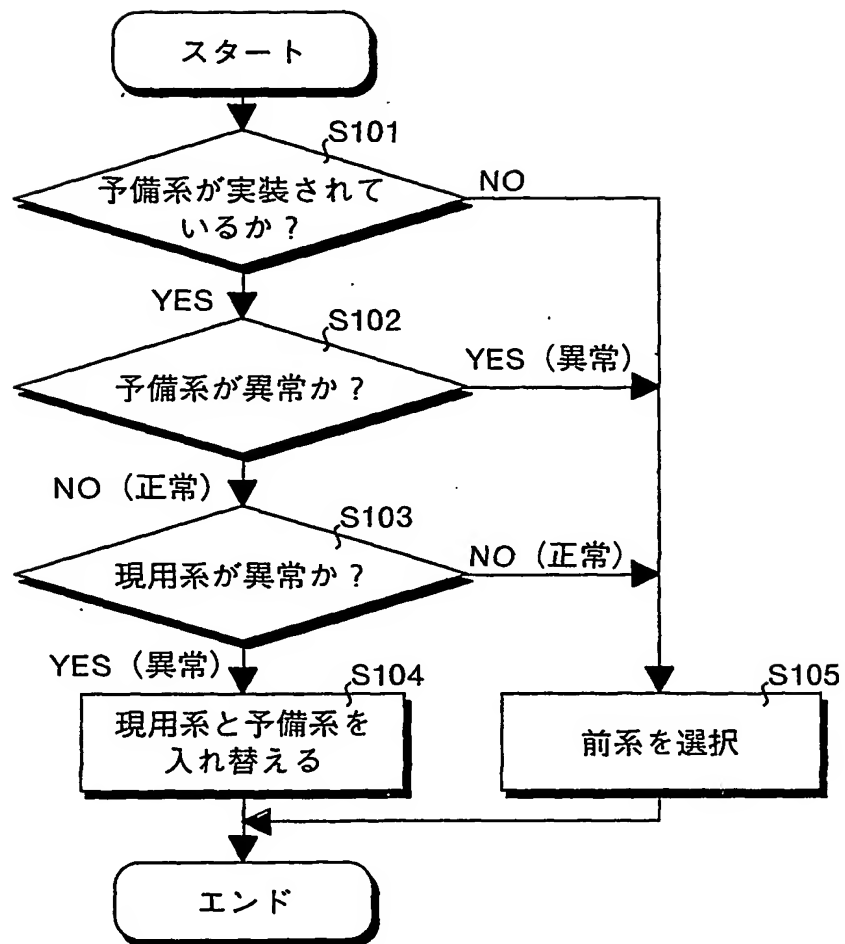 スタート
S101
予備系が実装されて
いるか？
NO
YES
S102
予備系が異常か？
YES（異常）
NO（正常）
S103
現用系が異常か？
NO（正常）
YES（異常）
S104
現用系と予備系を
入れ替える
S105
前系を選択
エンド